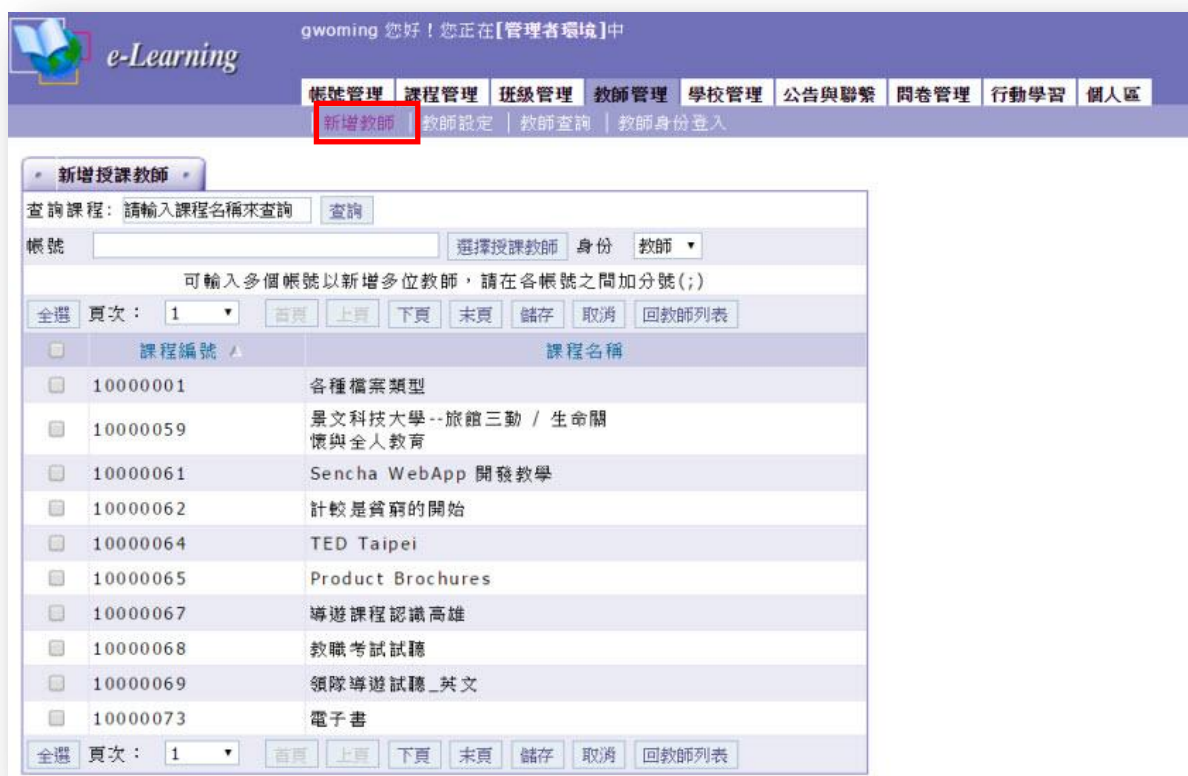 gwoming 您好！您正在[管理者環境]中
e-Learning
帳號管理 課程管理 班級管理 教師管理 學校管理 公告與聯繫 問卷管理 行動學習 個人區
新增教師 | 教師設定 | 教師查詢 | 教師身份登入
新增授課教師
查詢課程: 請輸入課程名稱來查詢 查詢
帳號 選擇授課教師 身份 教師
可輸入多個帳號以新增多位教師，請在各帳號之間加分號(;)
全選 頁次： 1 首頁 上頁 下頁 末頁 儲存 取消 回教師列表
課程編號 課程名稱
10000001 各種檔案類型
10000059 景文科技大學--旅館三勤 / 生命關
懷與全人教育
10000061 Sencha WebApp 開發教學
10000062 計較是貧窮的開始
10000064 TED Taipei
10000065 Product Brochures
10000067 導遊課程認識高雄
10000068 教職考試試聽
10000069 領隊導遊試聽_英文
10000073 電子書
全選 頁次： 1 首頁 上頁 下頁 末頁 儲存 取消 回教師列表